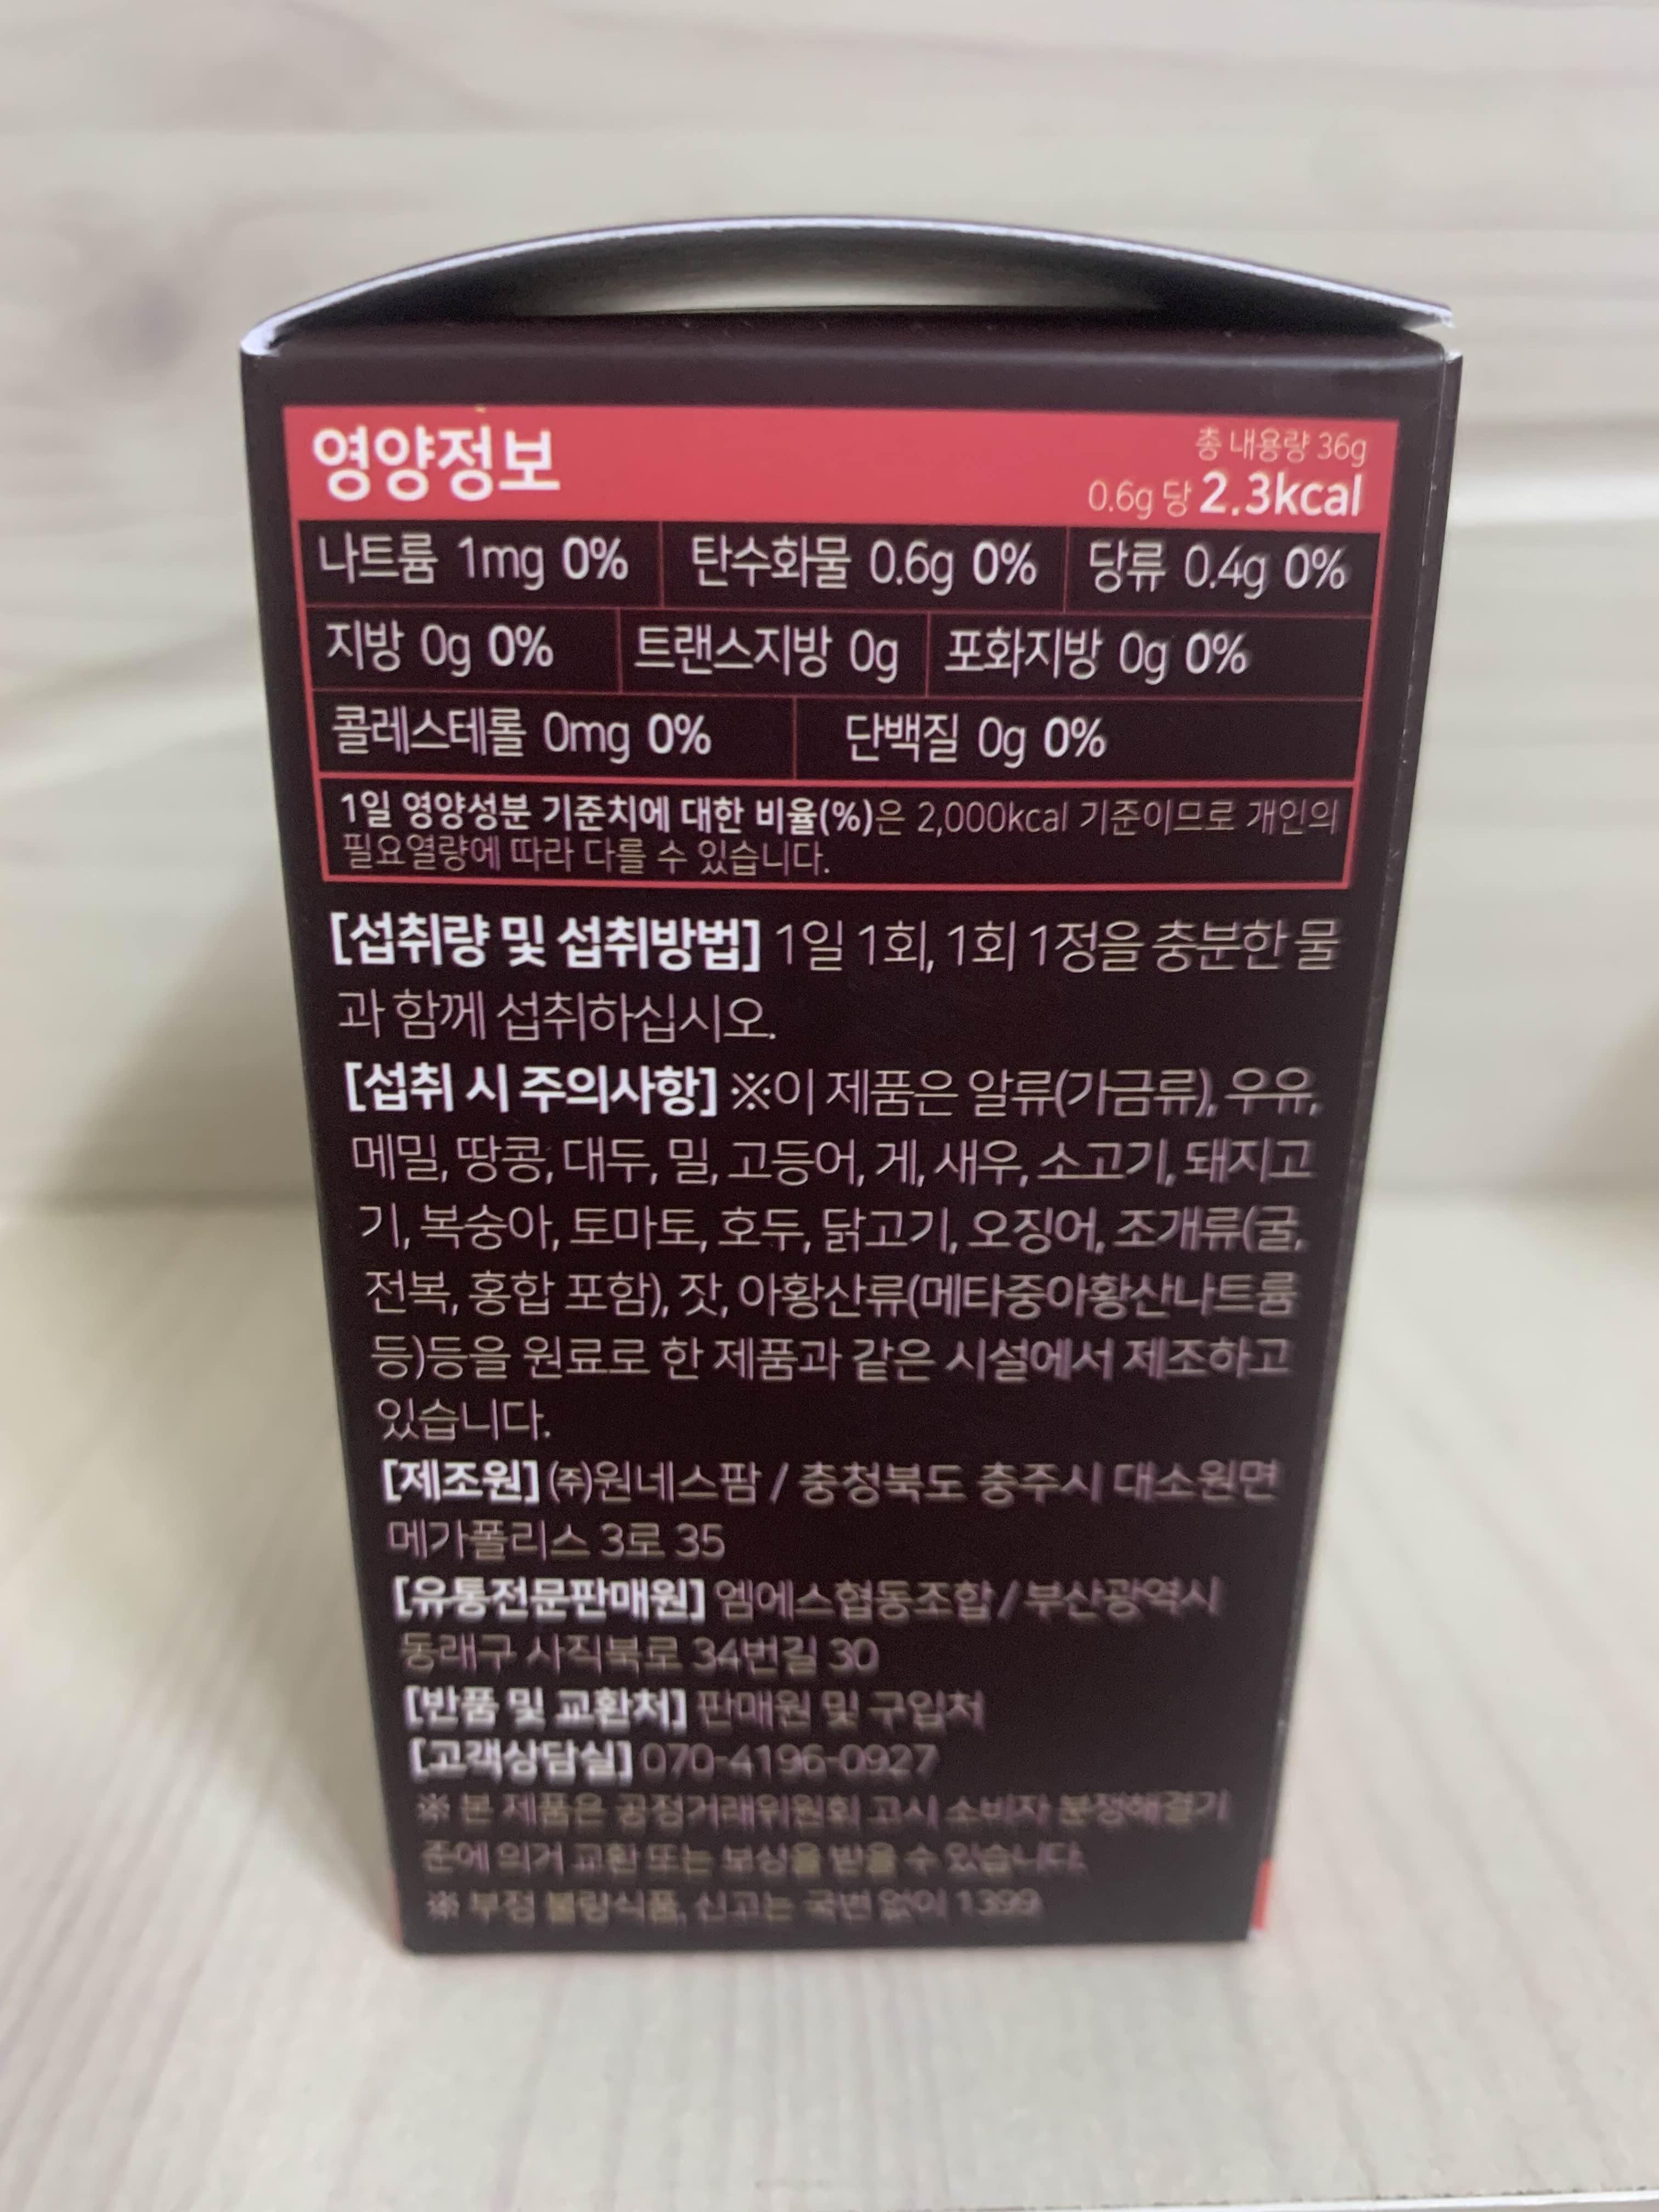 영양정보
총 내용량 36g
0.6g 당 2.3kcal
나트륨 1mg 0% 탄수화물 0.6g 0% 당류 0.4g 0%
지방 0g 0% 트랜스지방 0g 포화지방 0g 0%
콜레스테롤 0mg 0% 단백질 0g 0%
1일 영양성분 기준치에 대한 비율(%)은 2,000kcal 기준이므로 개인의
필요열량에 따라 다를 수 있습니다.
[섭취량 및 섭취방법] 1일 1회, 1회 1정을 충분한 물
과 함께 섭취하십시오.
[섭취 시 주의사항] ※이 제품은 알류(가금류), 우유,
메밀, 땅콩, 대두, 밀, 고등어, 게, 새우, 소고기, 돼지고
기, 복숭아, 토마토, 호두, 닭고기, 오징어, 조개류(굴,
전복, 홍합 포함), 잣, 아황산류(메타중아황산나트륨
등)등을 원료로 한 제품과 같은 시설에서 제조하고
있습니다.
[제조원] (주)원네스팜 / 충청북도 충주시 대소원면
메가폴리스 3로 35
[유통전문판매원] 엠에스협동조합 / 부산광역시
동래구 사직북로 34번길 30
[반품 및 교환처] 판매원 및 구입처
[고객상담실] 070-4196-0927
※ 본 제품은 공정거래위원회 고시 소비자 분쟁해결기
준에 의거 교환 또는 보상을 받을 수 있습니다.
※ 부정 불량식품, 신고는 국번 없이 1399